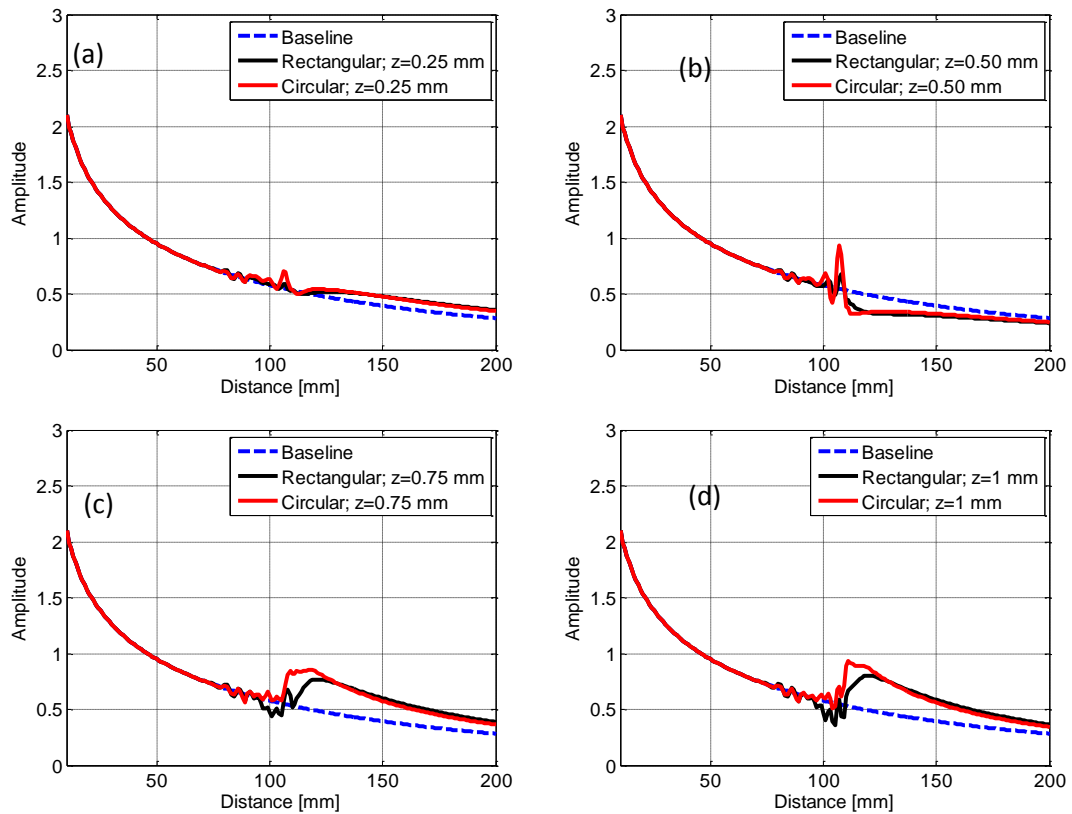 (a)
Baseline
Rectangular; z=0.25 mm
Circular; z=0.25 mm
3
2.5
2
1.5
1
0.5
0
Amplitude
50
100
150
200
Distance [mm]
(b)
Baseline
Rectangular; z=0.50 mm
Circular; z=0.50 mm
3
2.5
2
1.5
1
0.5
0
Amplitude
50
100
150
200
Distance [mm]
(c)
Baseline
Rectangular; z=0.75 mm
Circular; z=0.75 mm
3
2.5
2
1.5
1
0.5
0
Amplitude
50
100
150
200
Distance [mm]
(d)
Baseline
Rectangular; z=1 mm
Circular; z=1 mm
3
2.5
2
1.5
1
0.5
0
Amplitude
50
100
150
200
Distance [mm]